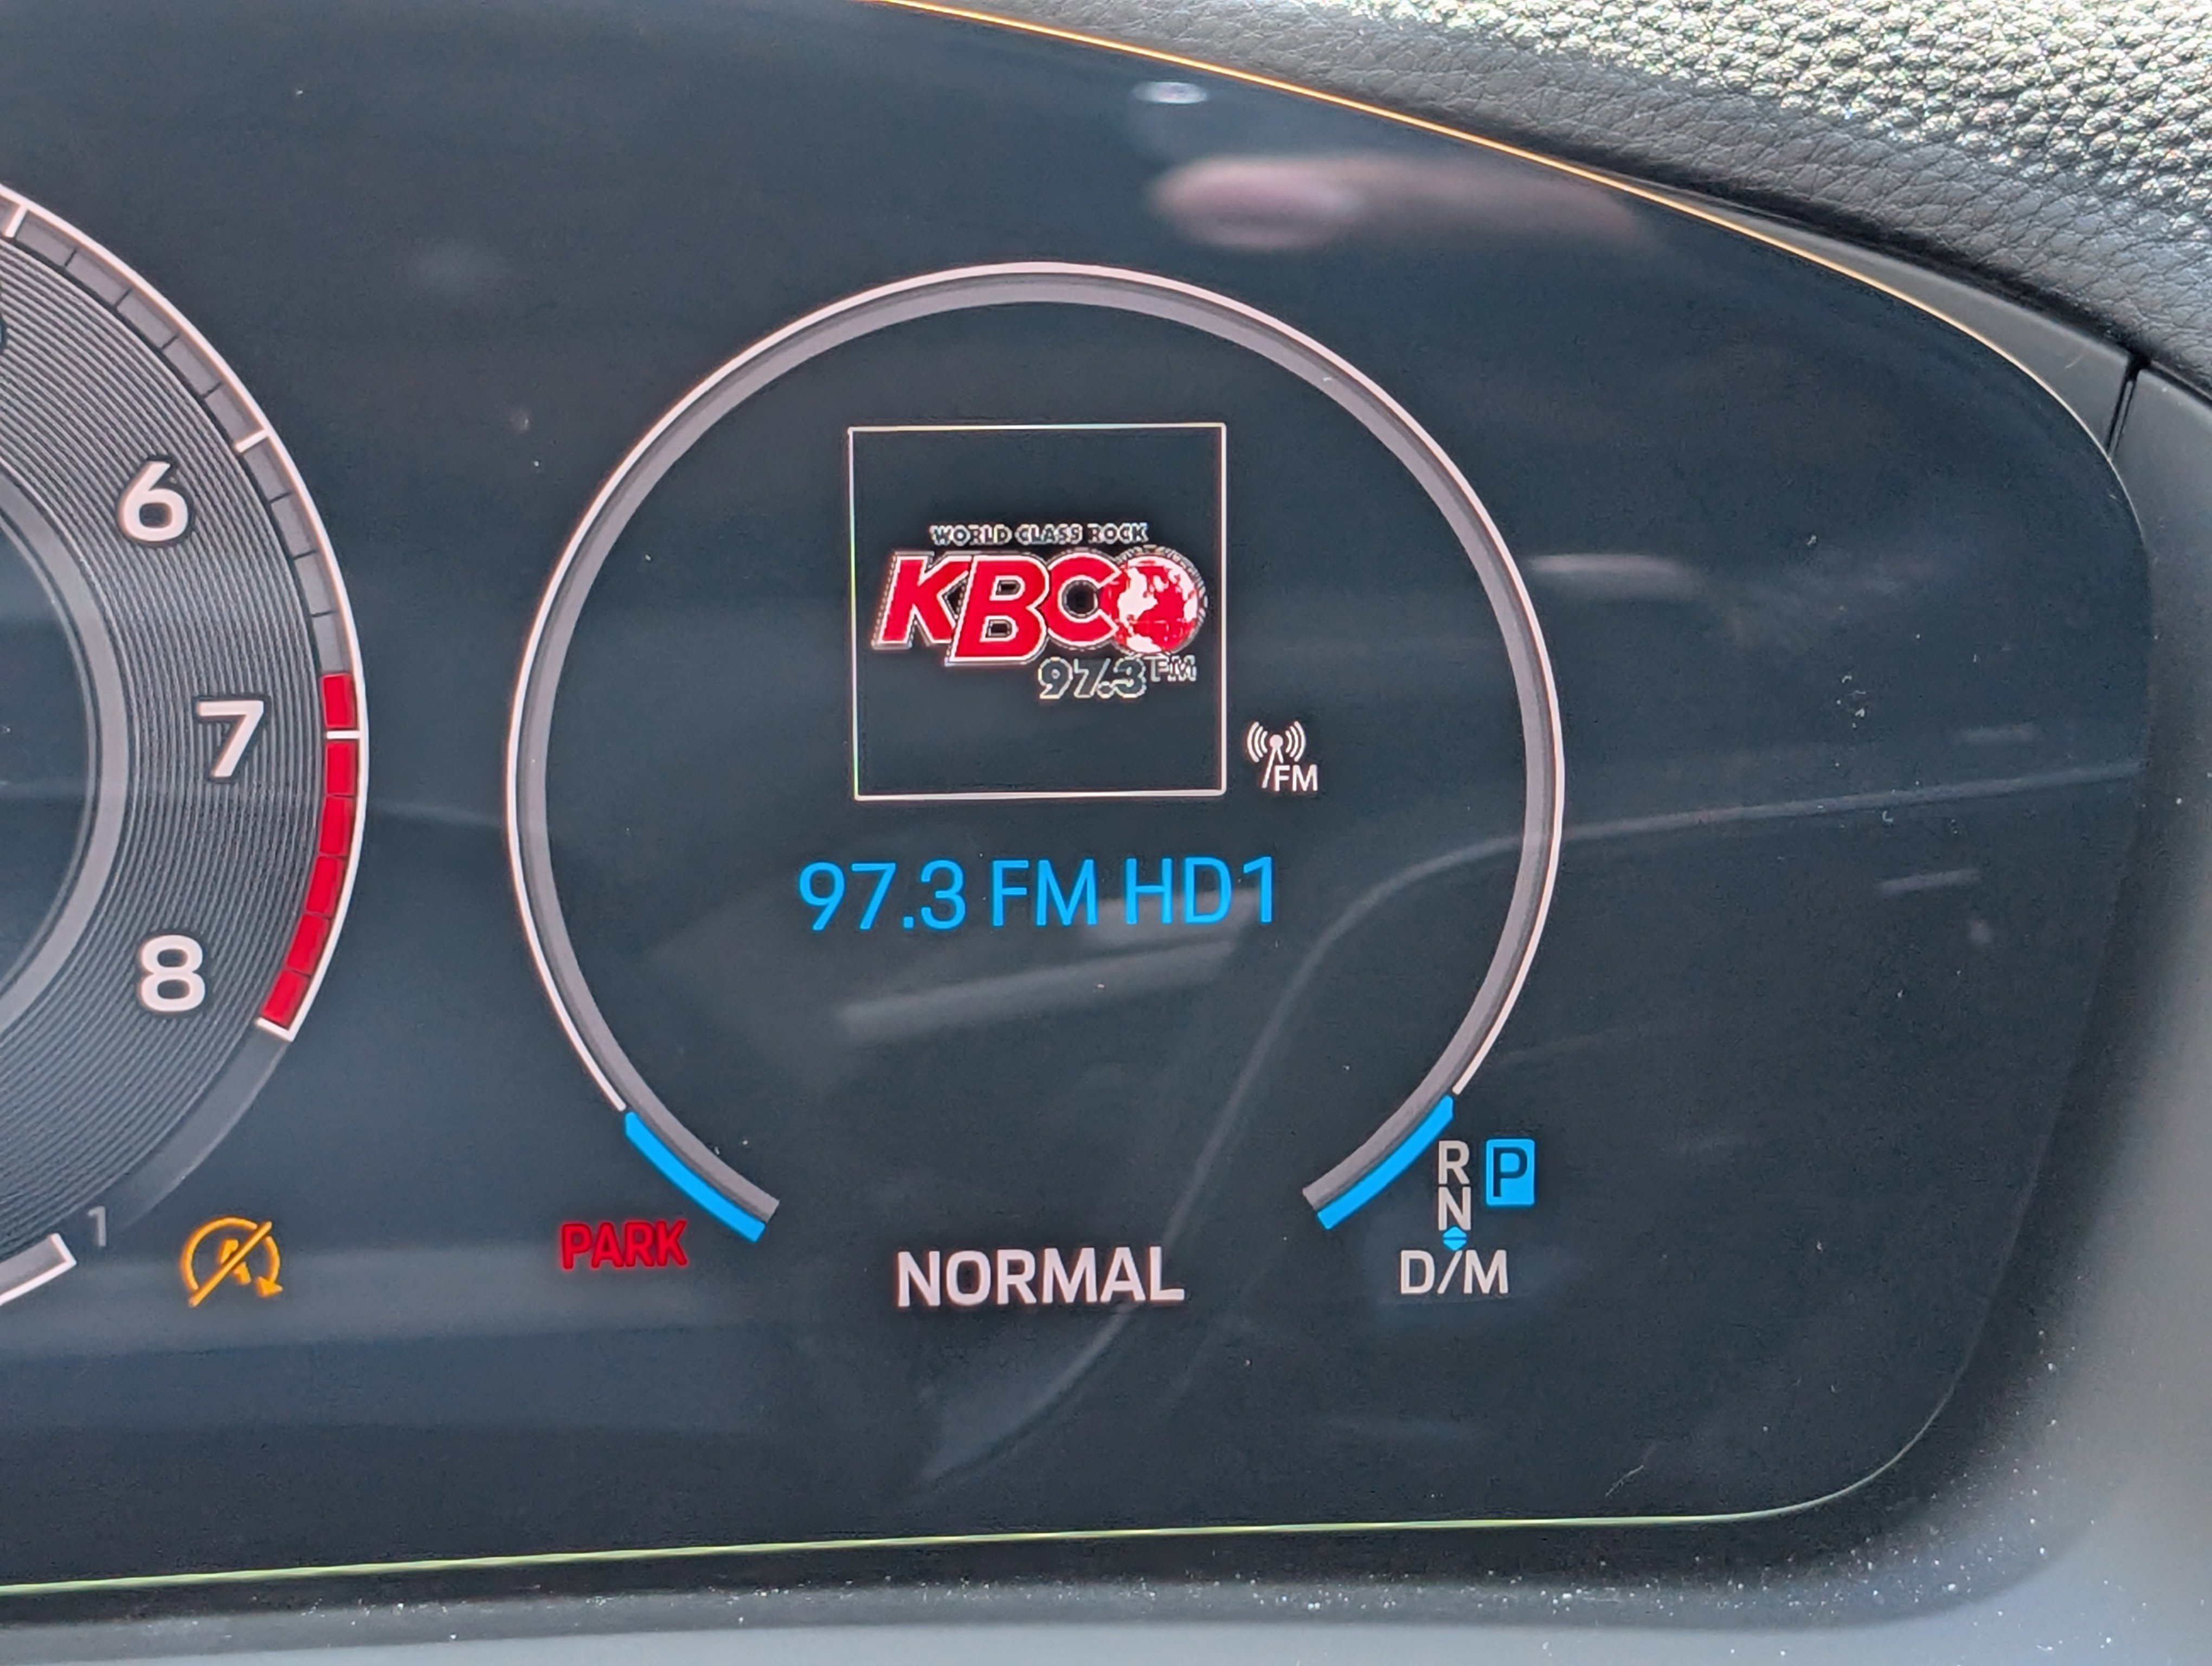 6
7
8
1
WORLD CLASS ROCK
KBCO
97.3 FM
FM
97.3 FM HD1
PARK
NORMAL
R P
N
D/M
A